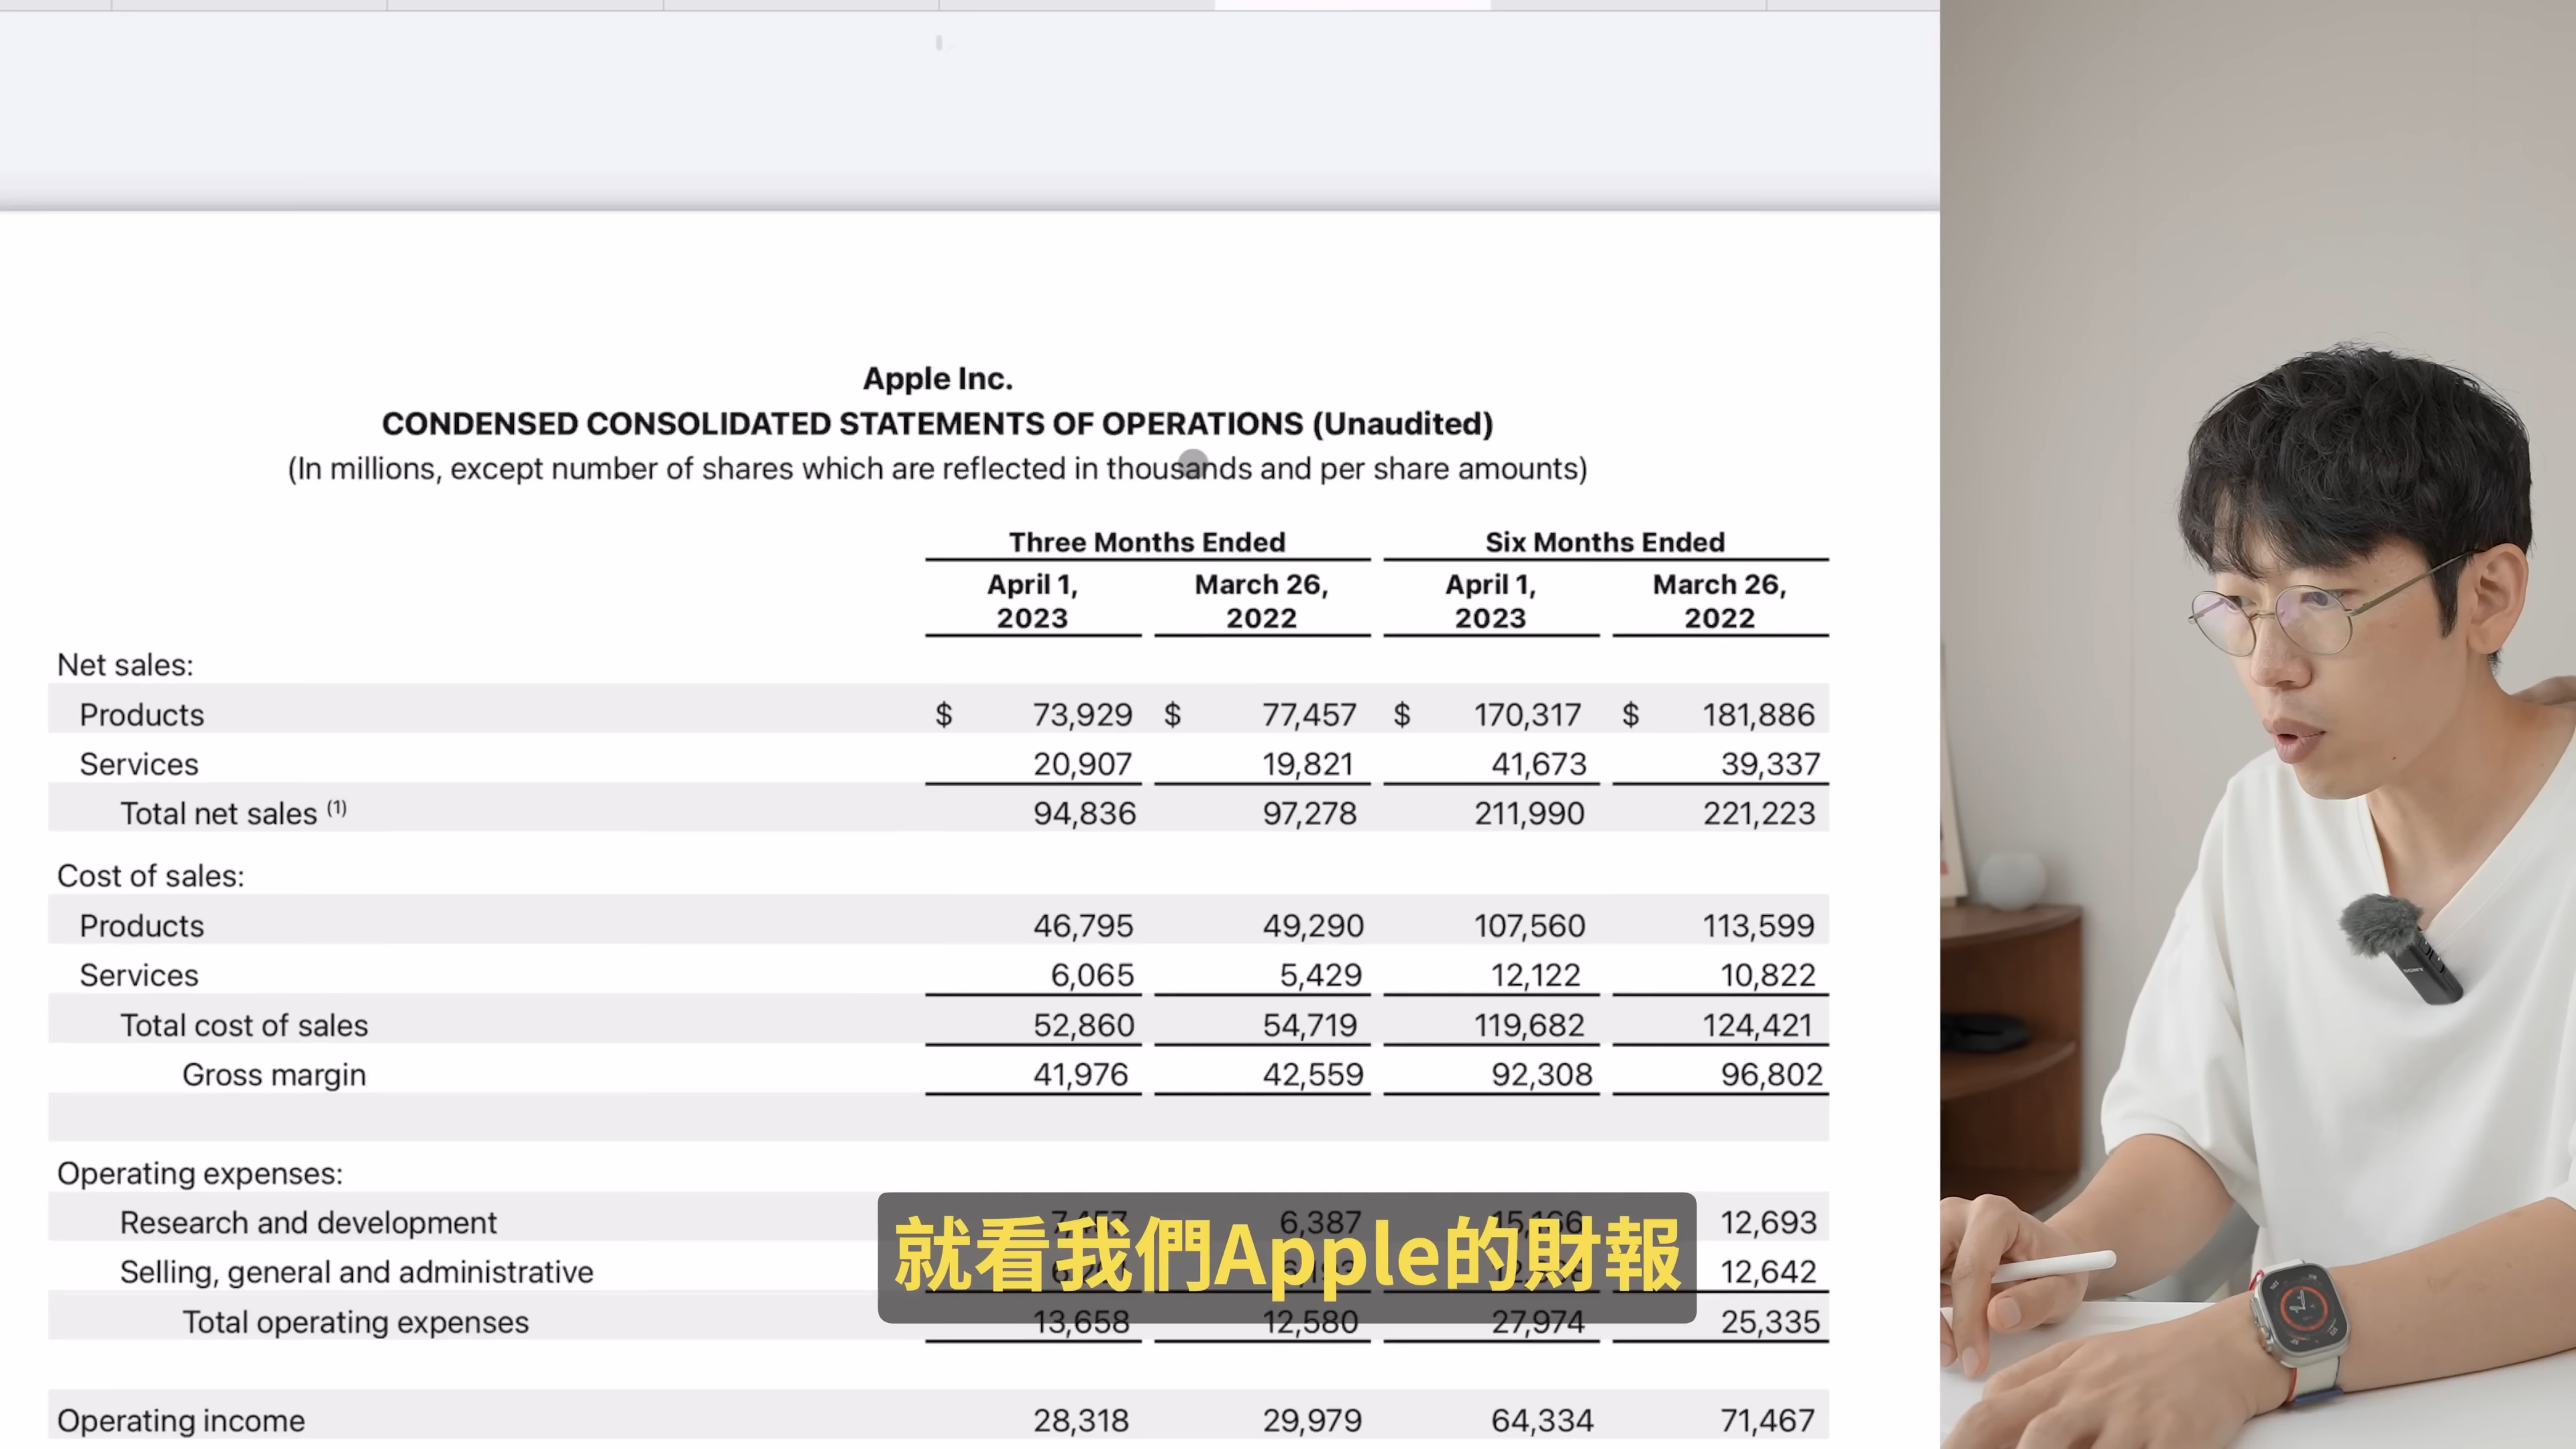 Apple Inc.
CONDENSED CONSOLIDATED STATEMENTS OF OPERATIONS (Unaudited)
(In millions, except number of shares which are reflected in thousands and per share amounts)
Three Months Ended Six Months Ended
April 1, 2023 March 26, 2022 April 1, 2023 March 26, 2022
Net sales:
Products $ 73,929 $ 77,457 $ 170,317 $ 181,886
Services 20,907 19,821 41,673 39,337
Total net sales (1) 94,836 97,278 211,990 221,223
Cost of sales:
Products 46,795 49,290 107,560 113,599
Services 6,065 5,429 12,122 10,822
Total cost of sales 52,860 54,719 119,682 124,421
Gross margin 41,976 42,559 92,308 96,802
Operating expenses:
Research and development 7,457 6,387 15,166 12,693
Selling, general and administrative 12,642
Total operating expenses 13,658 12,580 27,974 25,335
Operating income 28,318 29,979 64,334 71,467
就看我們Apple的財報
SONY